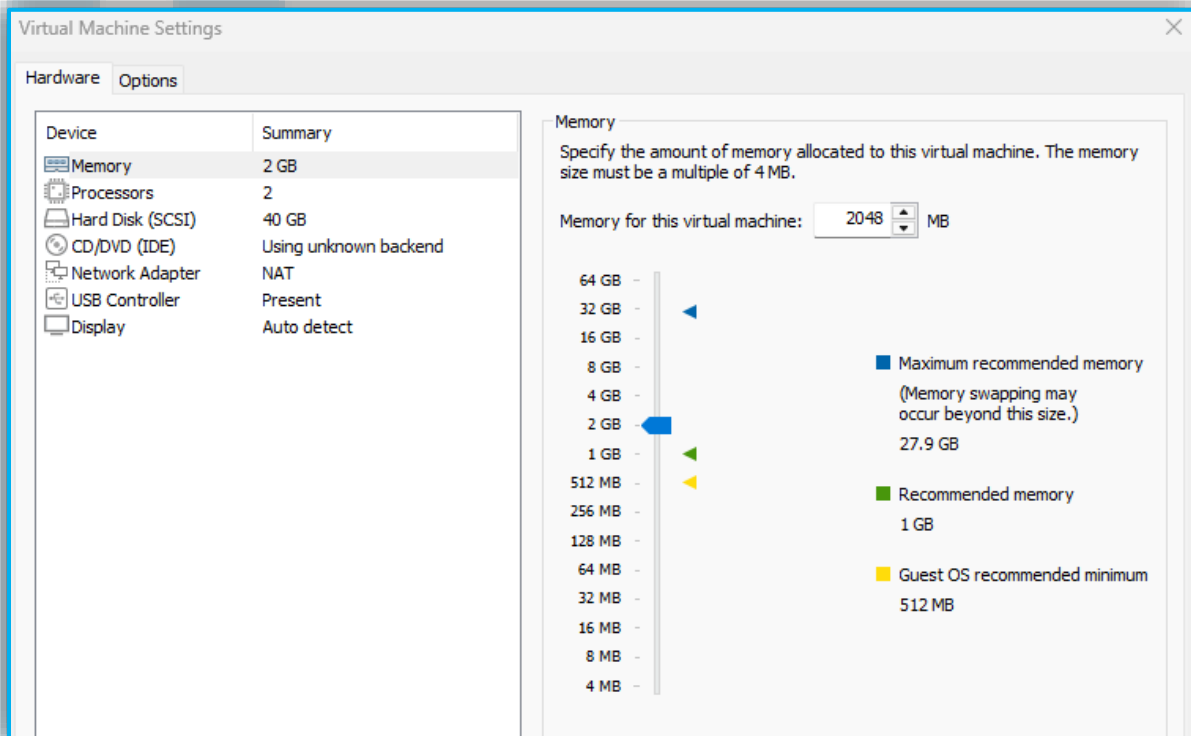 Virtual Machine Settings
Hardware Options
Device Summary
Memory 2 GB
Processors 2
Hard Disk (SCSI) 40 GB
CD/DVD (IDE) Using unknown backend
Network Adapter NAT
USB Controller Present
Display Auto detect
Memory
Specify the amount of memory allocated to this virtual machine. The memory
size must be a multiple of 4 MB.
Memory for this virtual machine: 2048 MB
64 GB
32 GB
16 GB
8 GB
4 GB
2 GB
1 GB
512 MB
256 MB
128 MB
64 MB
32 MB
16 MB
8 MB
4 MB
Maximum recommended memory
(Memory swapping may
occur beyond this size.)
27.9 GB
Recommended memory
1 GB
Guest OS recommended minimum
512 MB